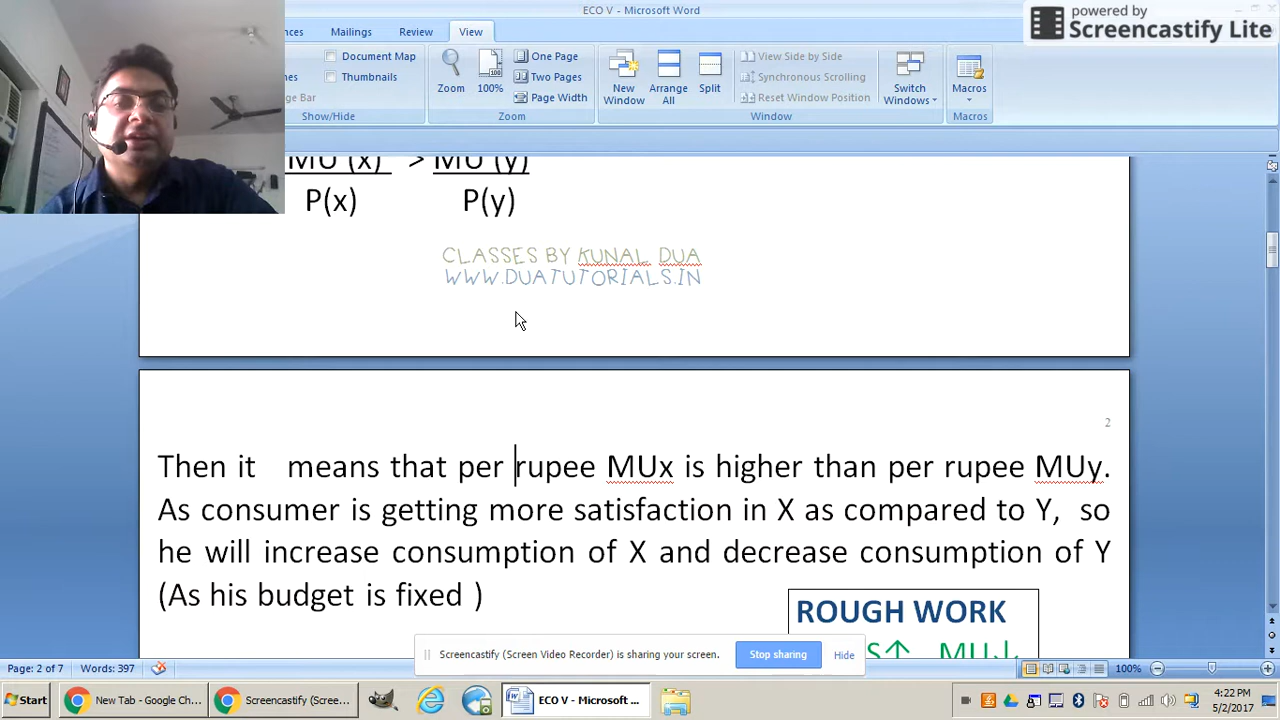 ECO V - Microsoft Word
powered by
Screencastify Lite
Mailings Review View
Document Map
Thumbnails
Show/Hide
Zoom 100% One Page
Two Pages
Page Width
Zoom
New Window Arrange All Split
View Side by Side
Synchronous Scrolling
Reset Window Position
Window
Switch Windows
Macros
Macros
MU (x) > MU (y)
P(x) P(y)
CLASSES BY KUNAL DUA
WWW.DUATUTORIALS.IN
2
Then it means that per rupee MUx is higher than per rupee MUy.
As consumer is getting more satisfaction in X as compared to Y, so
he will increase consumption of X and decrease consumption of Y
(As his budget is fixed )
ROUGH WORK
S↑ MU↓
Screencastify (Screen Video Recorder) is sharing your screen. Stop sharing Hide
Page: 2 of 7 Words: 397 100%
Start New Tab - Google Ch... Screencastify (Scree... ECO V - Microsoft ... 4:22 PM
5/2/2017